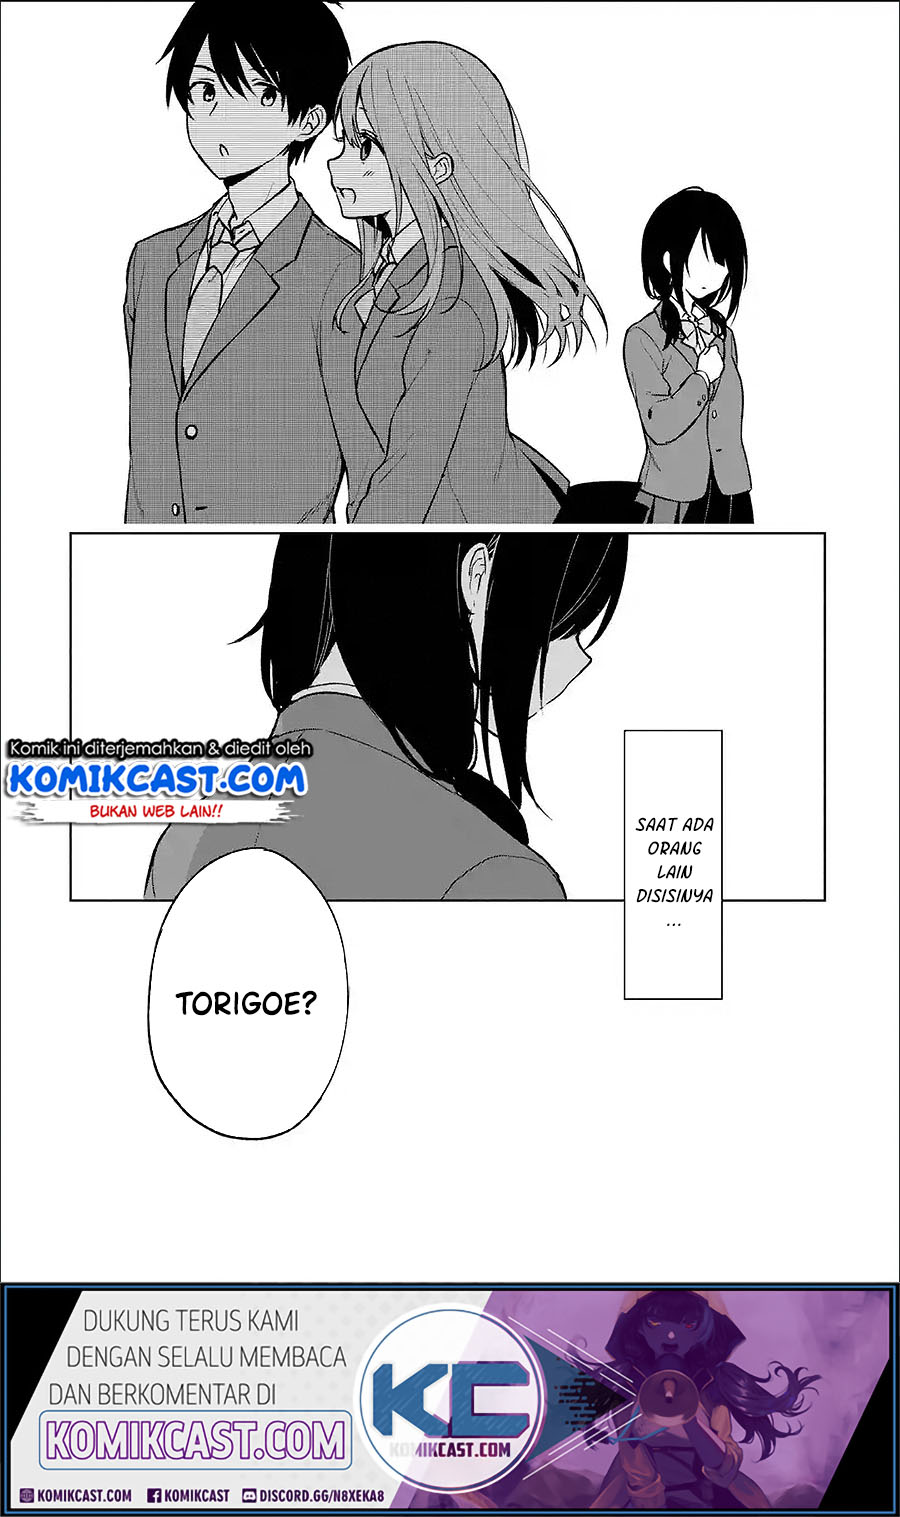 Komik ini diterjemahkan & diedit oleh
KOMIKCAST.COM
BUKAN WEB LAIN!!
SAAT ADA
ORANG
LAIN
DISISINYA
...
TORIGOE?
DUKUNG TERUS KAMI
DENGAN SELALU MEMBACA
DAN BERKOMENTAR DI
KOMIKCAST.COM
KOMIKCAST.COM
KOMIKCAST
DISCORD.GG/N8XEKA8
KC
KOMIKCAST.COM